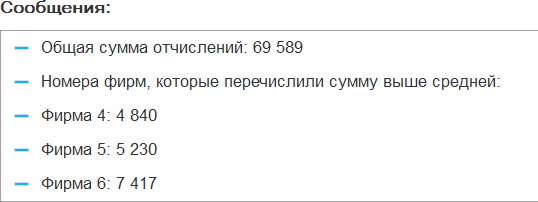 Сообщения:
Общая сумма отчислений: 69 589
Номера фирм, которые перечислили сумму выше средней:
Фирма 4: 4 840
Фирма 5: 5 230
Фирма 6: 7 417